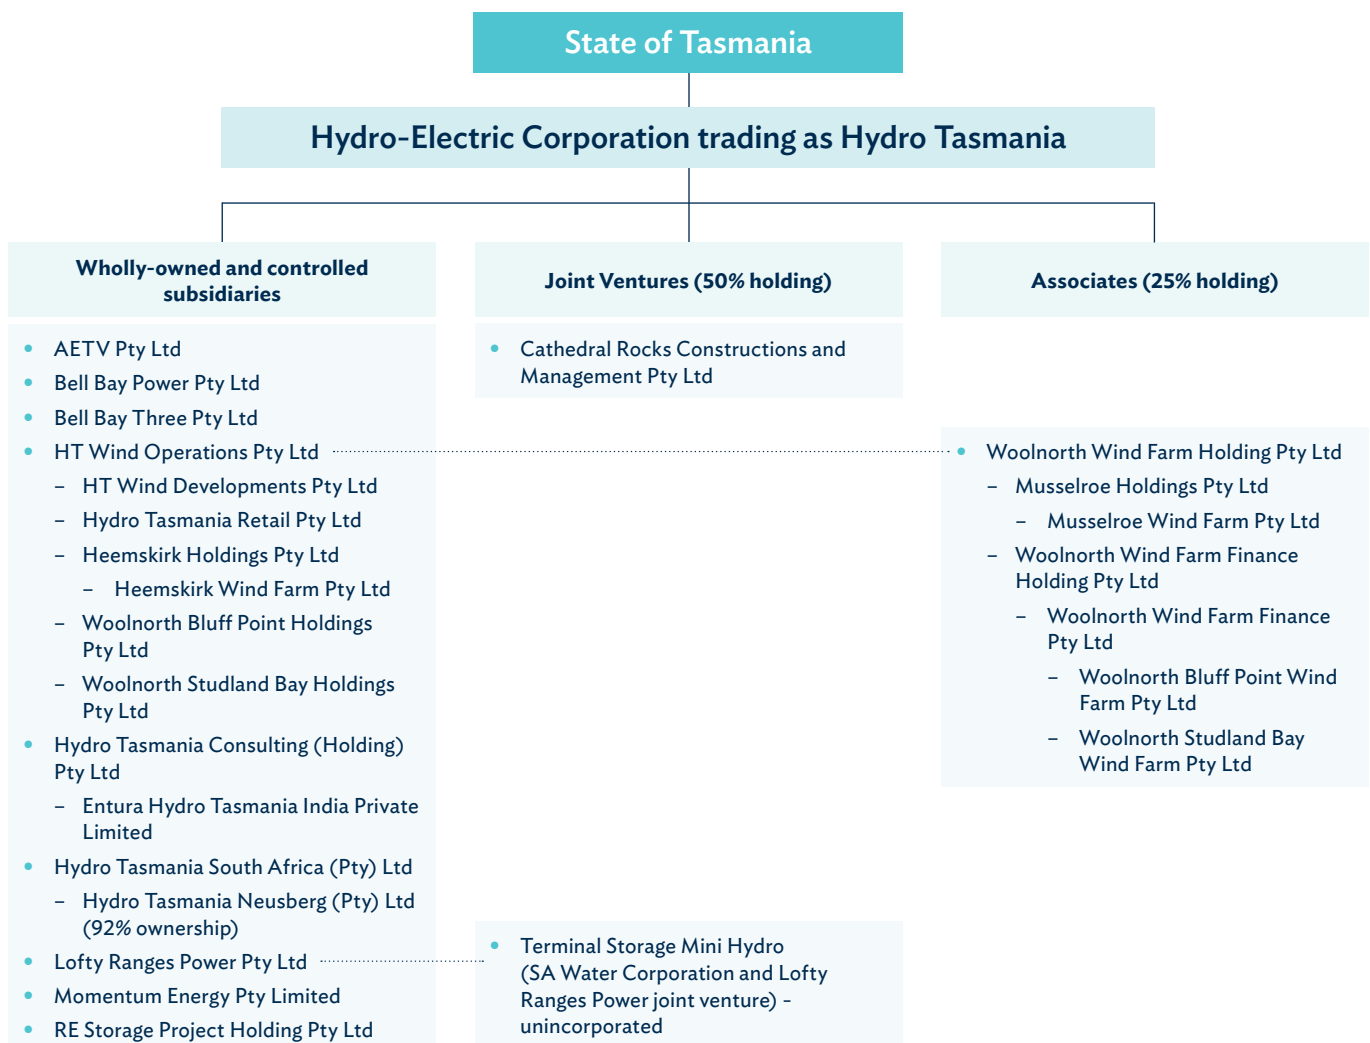 State of Tasmania
Hydro-Electric Corporation trading as Hydro Tasmania
Wholly-owned and controlled
subsidiaries
• AETV Pty Ltd
• Bell Bay Power Pty Ltd
• Bell Bay Three Pty Ltd
• HT Wind Operations Pty Ltd
– HT Wind Developments Pty Ltd
– Hydro Tasmania Retail Pty Ltd
– Heemskirk Holdings Pty Ltd
– Heemskirk Wind Farm Pty Ltd
– Woolnorth Bluff Point Holdings
Pty Ltd
– Woolnorth Studland Bay Holdings
Pty Ltd
• Hydro Tasmania Consulting (Holding)
Pty Ltd
– Entura Hydro Tasmania India Private
Limited
• Hydro Tasmania South Africa (Pty) Ltd
– Hydro Tasmania Neusberg (Pty) Ltd
(92% ownership)
• Lofty Ranges Power Pty Ltd
• Momentum Energy Pty Limited
• RE Storage Project Holding Pty Ltd
Joint Ventures (50% holding)
• Cathedral Rocks Constructions and
Management Pty Ltd
• Terminal Storage Mini Hydro
(SA Water Corporation and Lofty
Ranges Power joint venture) –
unincorporated
Associates (25% holding)
• Woolnorth Wind Farm Holding Pty Ltd
– Musselroe Holdings Pty Ltd
– Musselroe Wind Farm Pty Ltd
– Woolnorth Wind Farm Finance
Holding Pty Ltd
– Woolnorth Wind Farm Finance
Pty Ltd
– Woolnorth Bluff Point Wind
Farm Pty Ltd
– Woolnorth Studland Bay
Wind Farm Pty Ltd